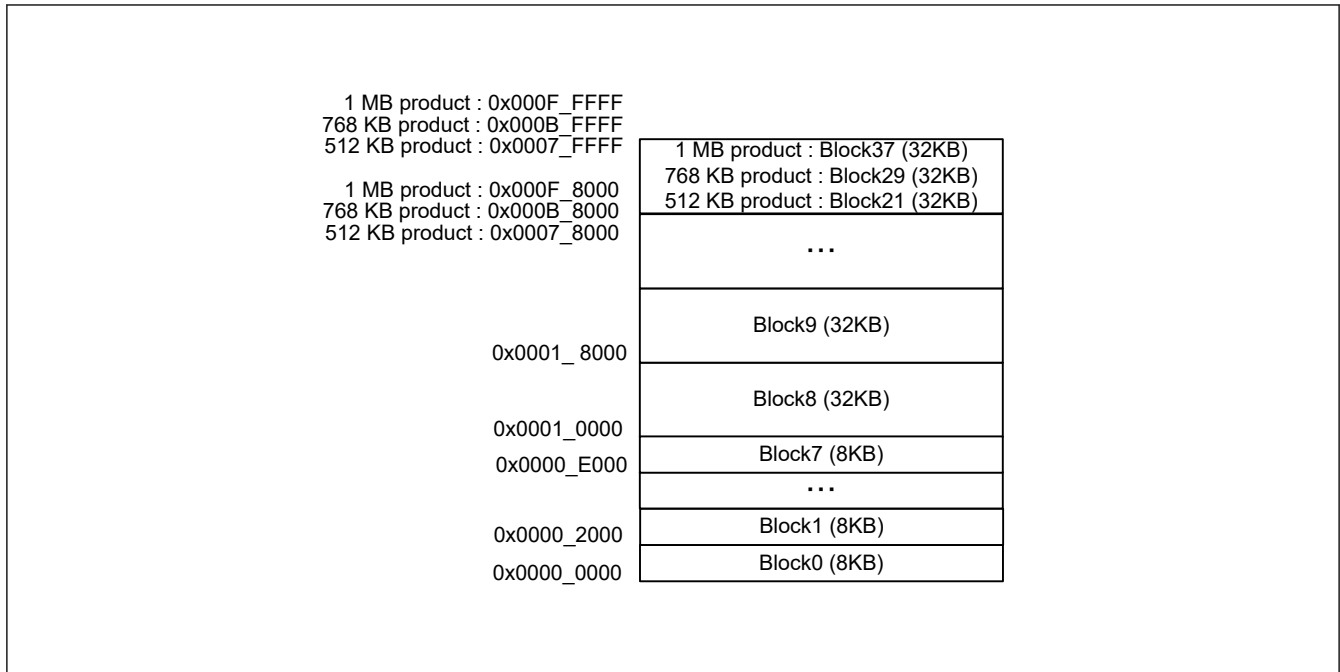 1 MB product : 0x000F_FFFF
768 KB product : 0x000B_FFFF
512 KB product : 0x0007_FFFF
1 MB product : Block37 (32KB)
768 KB product : Block29 (32KB)
512 KB product : Block21 (32KB)
1 MB product : 0x000F_8000
768 KB product : 0x000B_8000
512 KB product : 0x0007_8000
...
Block9 (32KB)
0x0001_ 8000
Block8 (32KB)
0x0001_0000
Block7 (8KB)
0x0000_E000
...
Block1 (8KB)
0x0000_2000
Block0 (8KB)
0x0000_0000